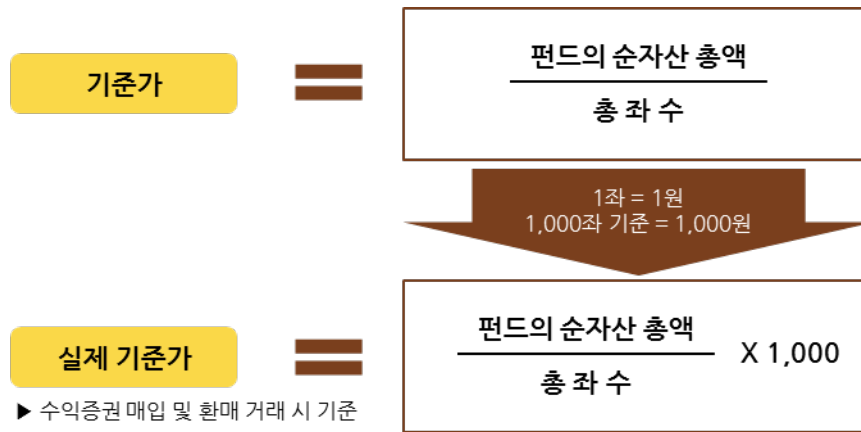 기준가
펀드의 순자산 총액
총 좌 수
1좌 = 1원
1,000좌 기준 = 1,000원
실제 기준가
펀드의 순자산 총액
총 좌 수
X 1,000
▶ 수익증권 매입 및 환매 거래 시 기준